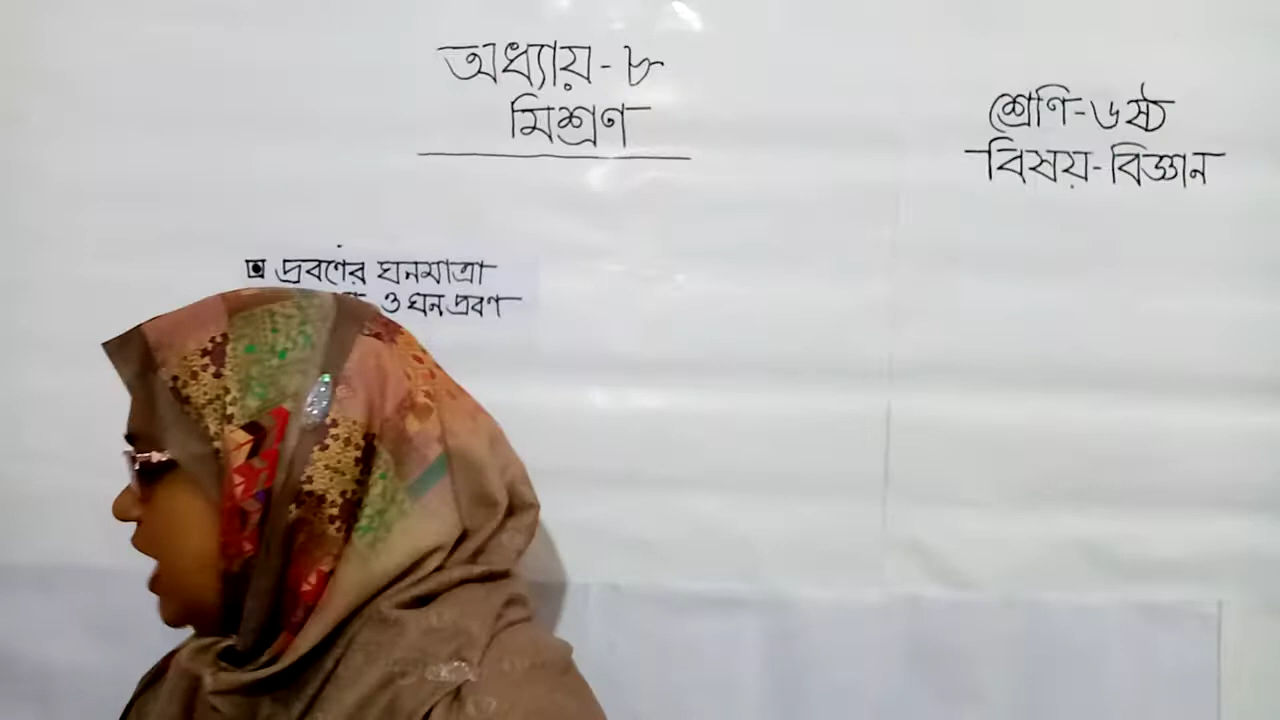 অধ্যায়-৮
মিশ্রণ
শ্রেণি-৬ষ্ঠ
বিষয়-বিজ্ঞান
দ্রবণের ঘনমাত্রা
ও ঘন দ্রবণ